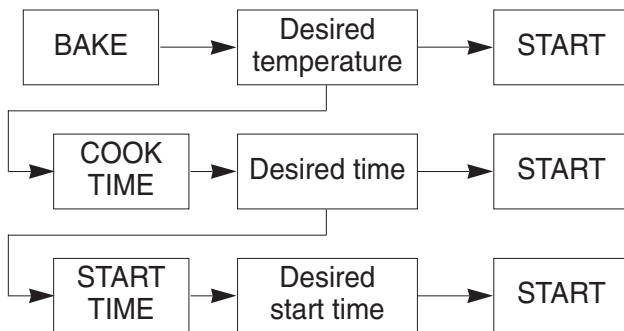 BAKE
Desired
temperature
START
COOK
TIME
Desired time
START
START
TIME
Desired
start time
START